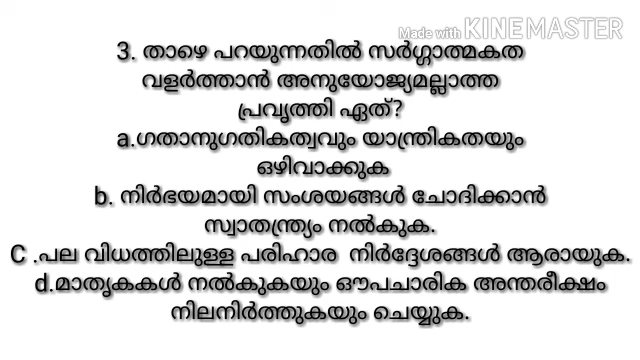 Made with KINEMASTER
3. താഴെ പറയുന്നതിൽ സർഗ്ഗാത്മകത
വളർത്താൻ അനുയോജ്യമല്ലാത്ത
പ്രവൃത്തി ഏത്?
a.ഗതാനുഗതികത്വവും യാന്ത്രികതയും
ഒഴിവാക്കുക
b. നിർഭയമായി സംശയങ്ങൾ ചോദിക്കാൻ
സ്വാതന്ത്ര്യം നൽകുക.
C .പല വിധത്തിലുള്ള പരിഹാര നിർദ്ദേശങ്ങൾ ആരായുക.
d.മാതൃകകൾ നൽകുകയും ഔപചാരിക അന്തരീക്ഷം
നിലനിർത്തുകയും ചെയ്യുക.